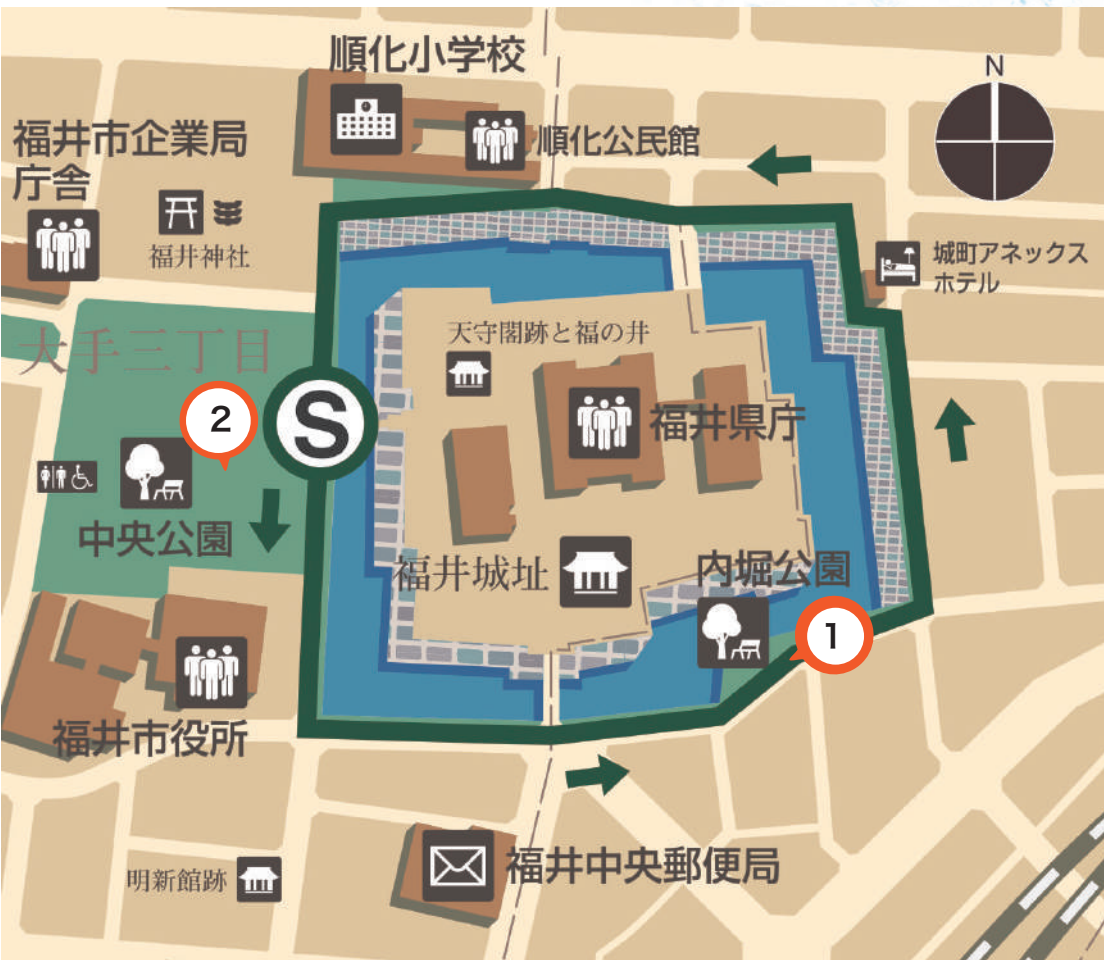 順化小学校
N
福井市企業局
庁舎
順化公民館
福井神社
城町アネックス
ホテル
大手三丁目
天守閣跡と福の井
2
S
福井県庁
中央公園
福井城址
内堀公園
1
福井市役所
福井中央郵便局
明新館跡